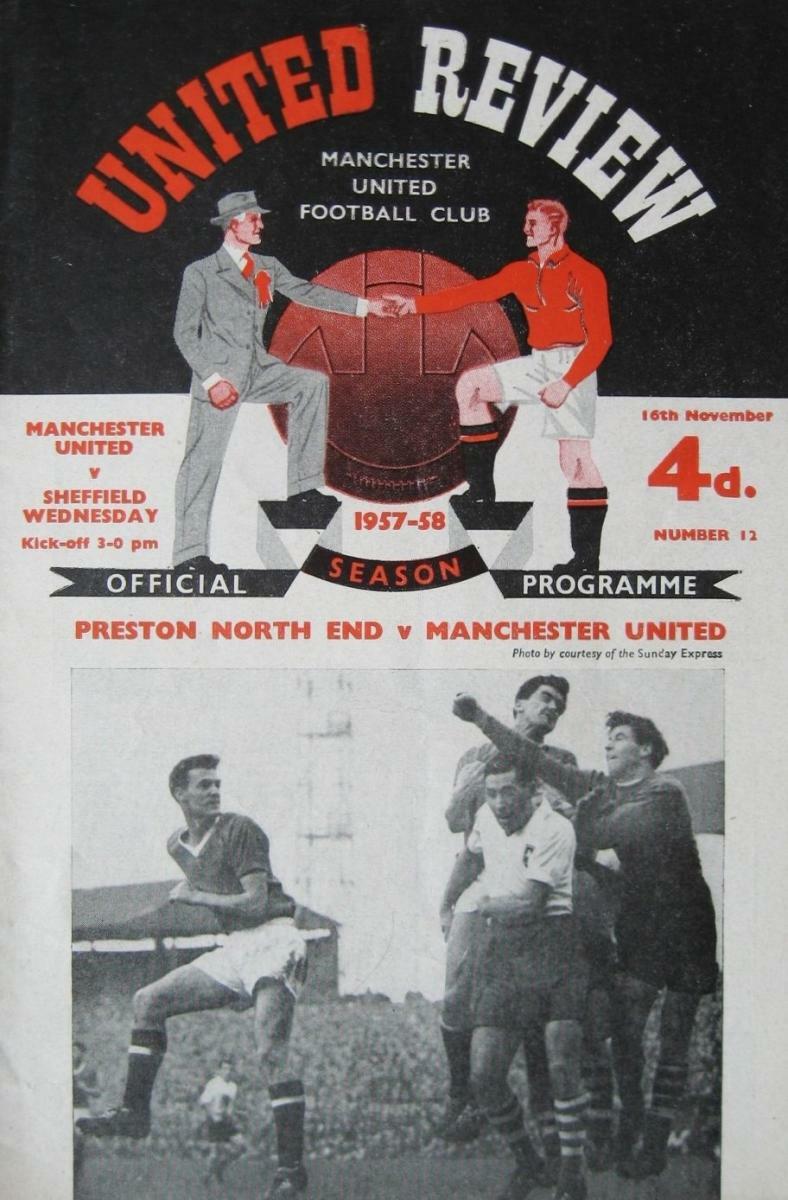 UNITED REVIEW
MANCHESTER
UNITED
FOOTBALL CLUB
MANCHESTER
UNITED
v
SHEFFIELD
WEDNESDAY
Kick-off 3-0 pm
16th November
4d.
NUMBER 12
1957-58
OFFICIAL SEASON PROGRAMME
PRESTON NORTH END v MANCHESTER UNITED
Photo by courtesy of the Sunday Express